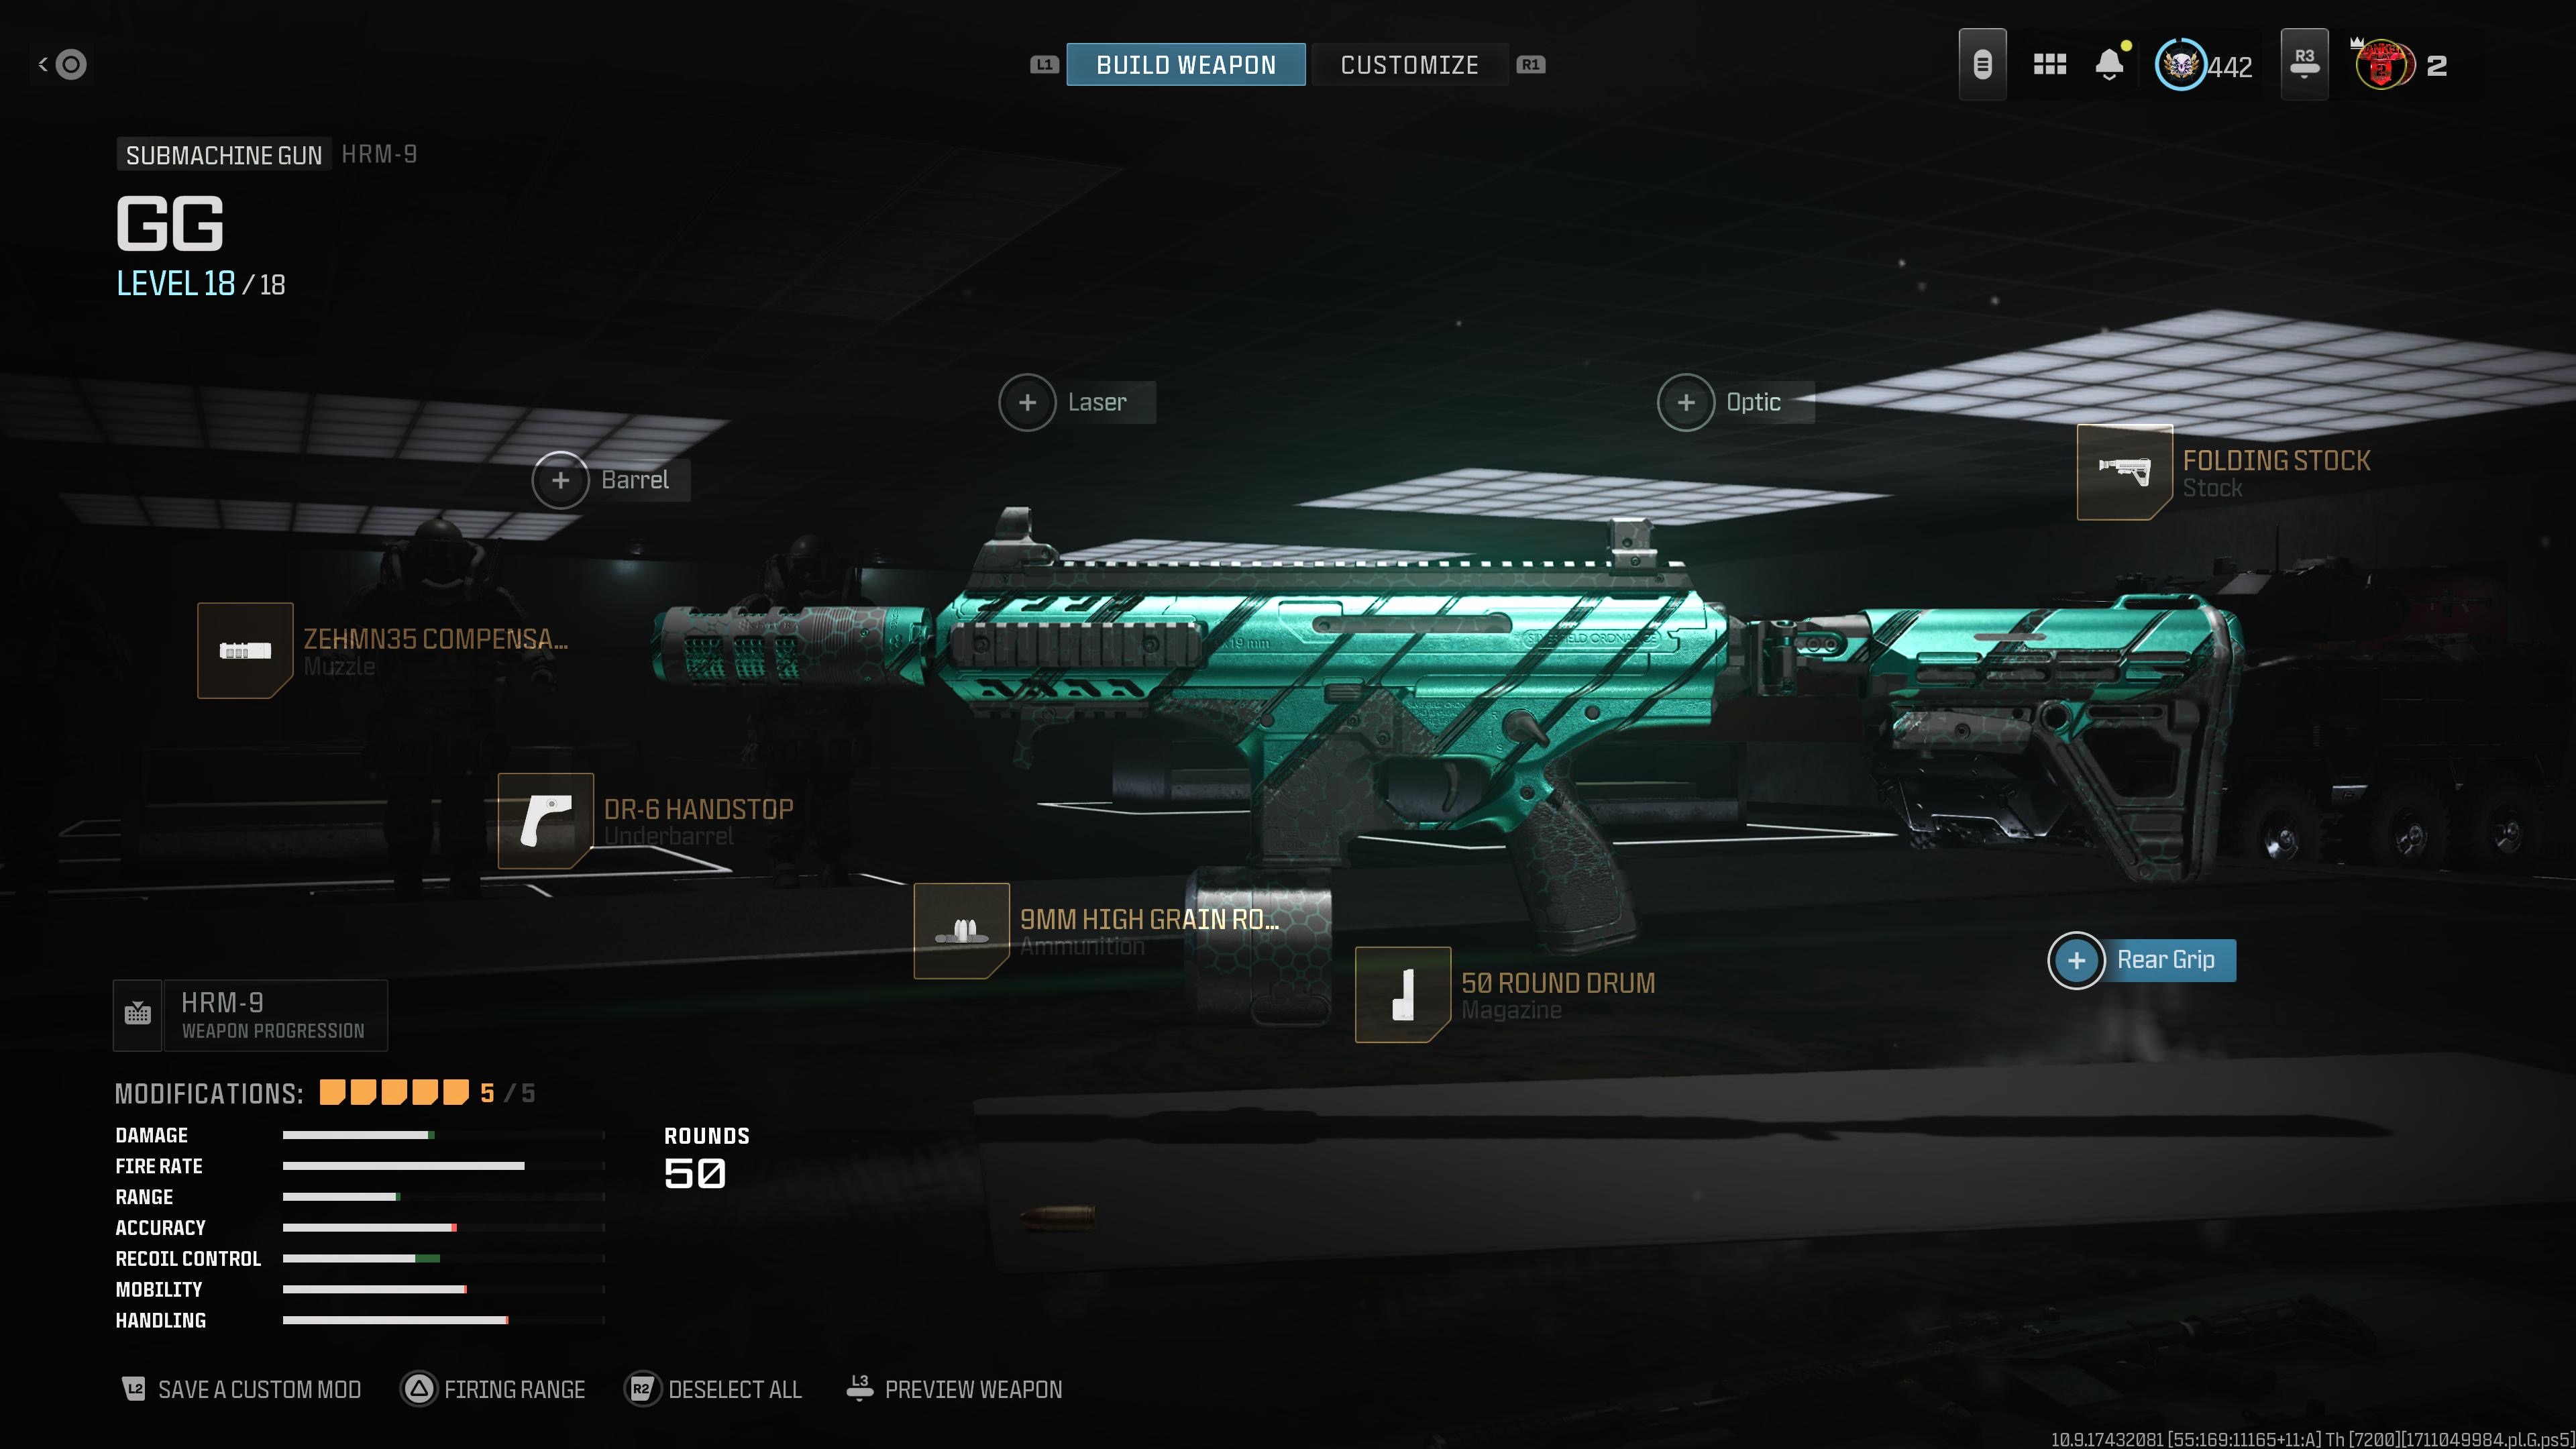 L1 BUILD WEAPON CUSTOMIZE R1
442 R3 2
SUBMACHINE GUN HRM-9
GG
LEVEL 18 / 18
Laser
Optic
Barrel
FOLDING STOCK
Stock
ZEHMN35 COMPENSA...
Muzzle
x19 mm
DR-6 HANDSTOP
Underbarrel
9MM HIGH GRAIN RO...
Ammunition
Rear Grip
50 ROUND DRUM
Magazine
HRM-9
WEAPON PROGRESSION
MODIFICATIONS: 5 / 5
DAMAGE
FIRE RATE
RANGE
ACCURACY
RECOIL CONTROL
MOBILITY
HANDLING
ROUNDS
50
L2 SAVE A CUSTOM MOD FIRING RANGE R2 DESELECT ALL L3 PREVIEW WEAPON
10.9.17432081 [55:169:11165+11:A] Th [7200][1711049984.pl.G.ps5]